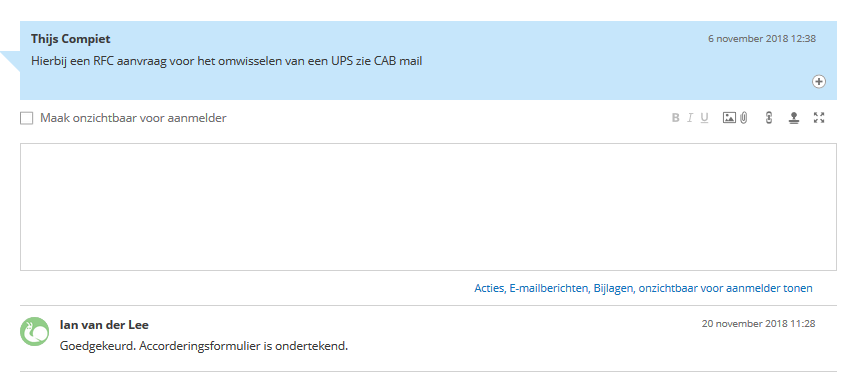 Thijs Compiet
6 november 2018 12:38
Hierbij een RFC aanvraag voor het omwisselen van een UPS zie CAB mail
Maak onzichtbaar voor aanmelder
B I U
Acties, E-mailberichten, Bijlagen, onzichtbaar voor aanmelder tonen
Ian van der Lee
20 november 2018 11:28
Goedgekeurd. Accorderingsformulier is ondertekend.